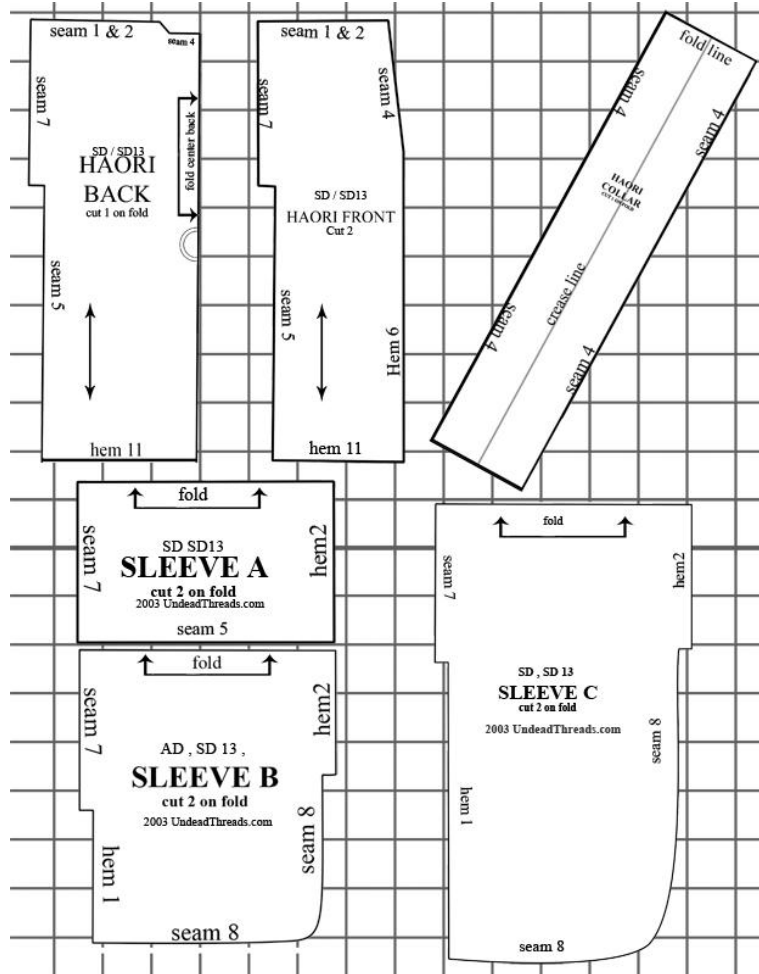 seam 1 & 2
seam 4
seam 7
fold center back
SD / SD13
HAORI
BACK
cut 1 on fold
seam 5
hem 11
seam 1 & 2
seam 7
seam 4
SD / SD13
HAORI FRONT
Cut 2
seam 5
Hem 6
hem 11
fold line
seam 4
seam 4
HAORI
COLLAR
crease line
seam 4
seam 4
fold
seam 7
hem2
SD SD13
SLEEVE A
cut 2 on fold
2003 UndeadThreads.com
seam 5
fold
seam 7
hem2
AD , SD 13 ,
SLEEVE B
cut 2 on fold
2003 UndeadThreads.com
hem 1
seam 8
seam 8
fold
seam 7
hem2
SD , SD 13
SLEEVE C
cut 2 on fold
2003 UndeadThreads.com
seam 8
hem 1
seam 8